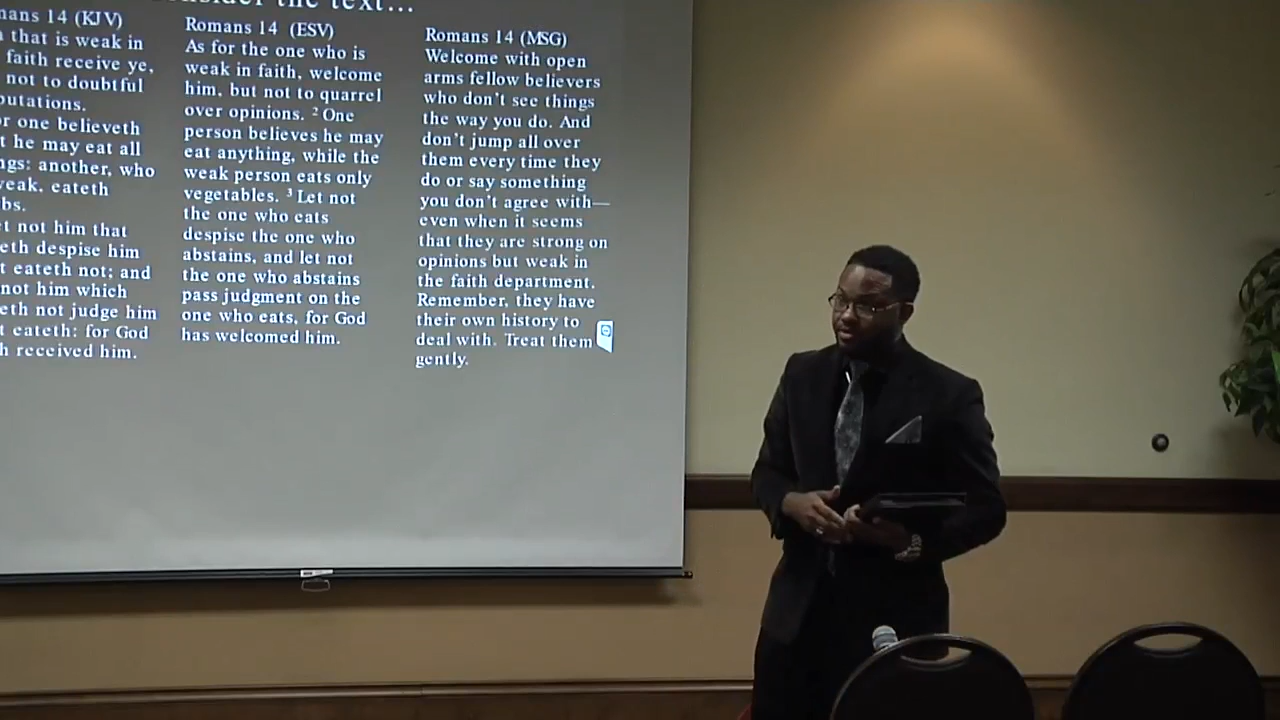 the text…
Romans 14 (KJV)
that is weak in
faith receive ye,
not to doubtful
one believeth
he may eat all
another, who
eateth
not him that
despise him
eateth not; and
not him which
not judge him
eateth: for God
received him.
Romans 14 (ESV)
As for the one who is
weak in faith, welcome
him, but not to quarrel
over opinions. 2 One
person believes he may
eat anything, while the
weak person eats only
vegetables. 3 Let not
the one who eats
despise the one who
abstains, and let not
the one who abstains
pass judgment on the
one who eats, for God
has welcomed him.
Romans 14 (MSG)
Welcome with open
arms fellow believers
who don't see things
the way you do. And
don't jump all over
them every time they
do or say something
you don't agree with—
even when it seems
that they are strong on
opinions but weak in
the faith department.
Remember, they have
their own history to
deal with. Treat them
gently.